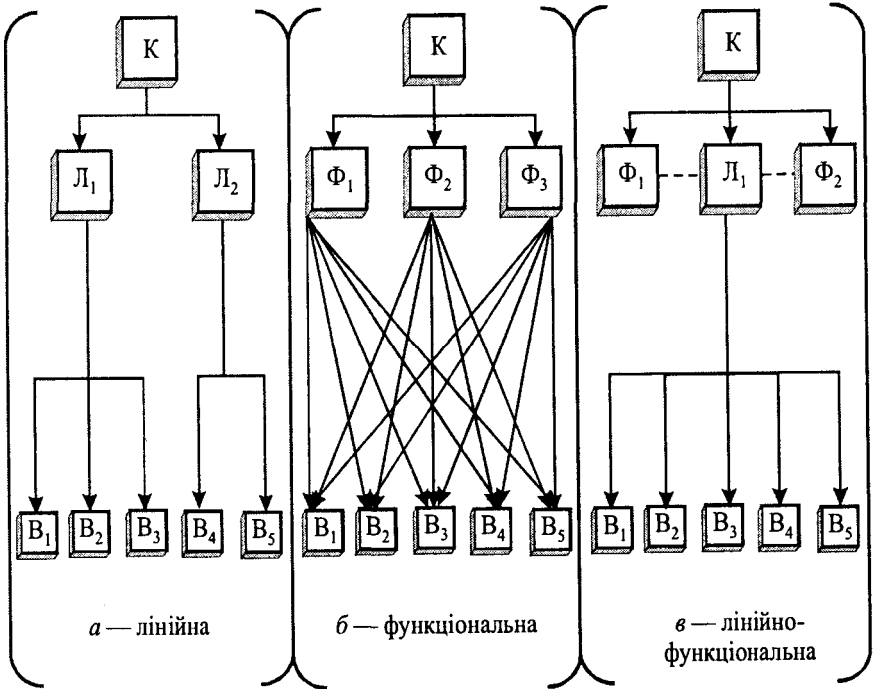 К
Л₁ Л₂
В₁ В₂ В₃ В₄ В₅
а — лінійна
К
Ф₁ Ф₂ Ф₃
В₁ В₂ В₃ В₄ В₅
б — функціональна
К
Ф₁ Л₁ Ф₂
В₁ В₂ В₃ В₄ В₅
в — лінійно-
функціональна